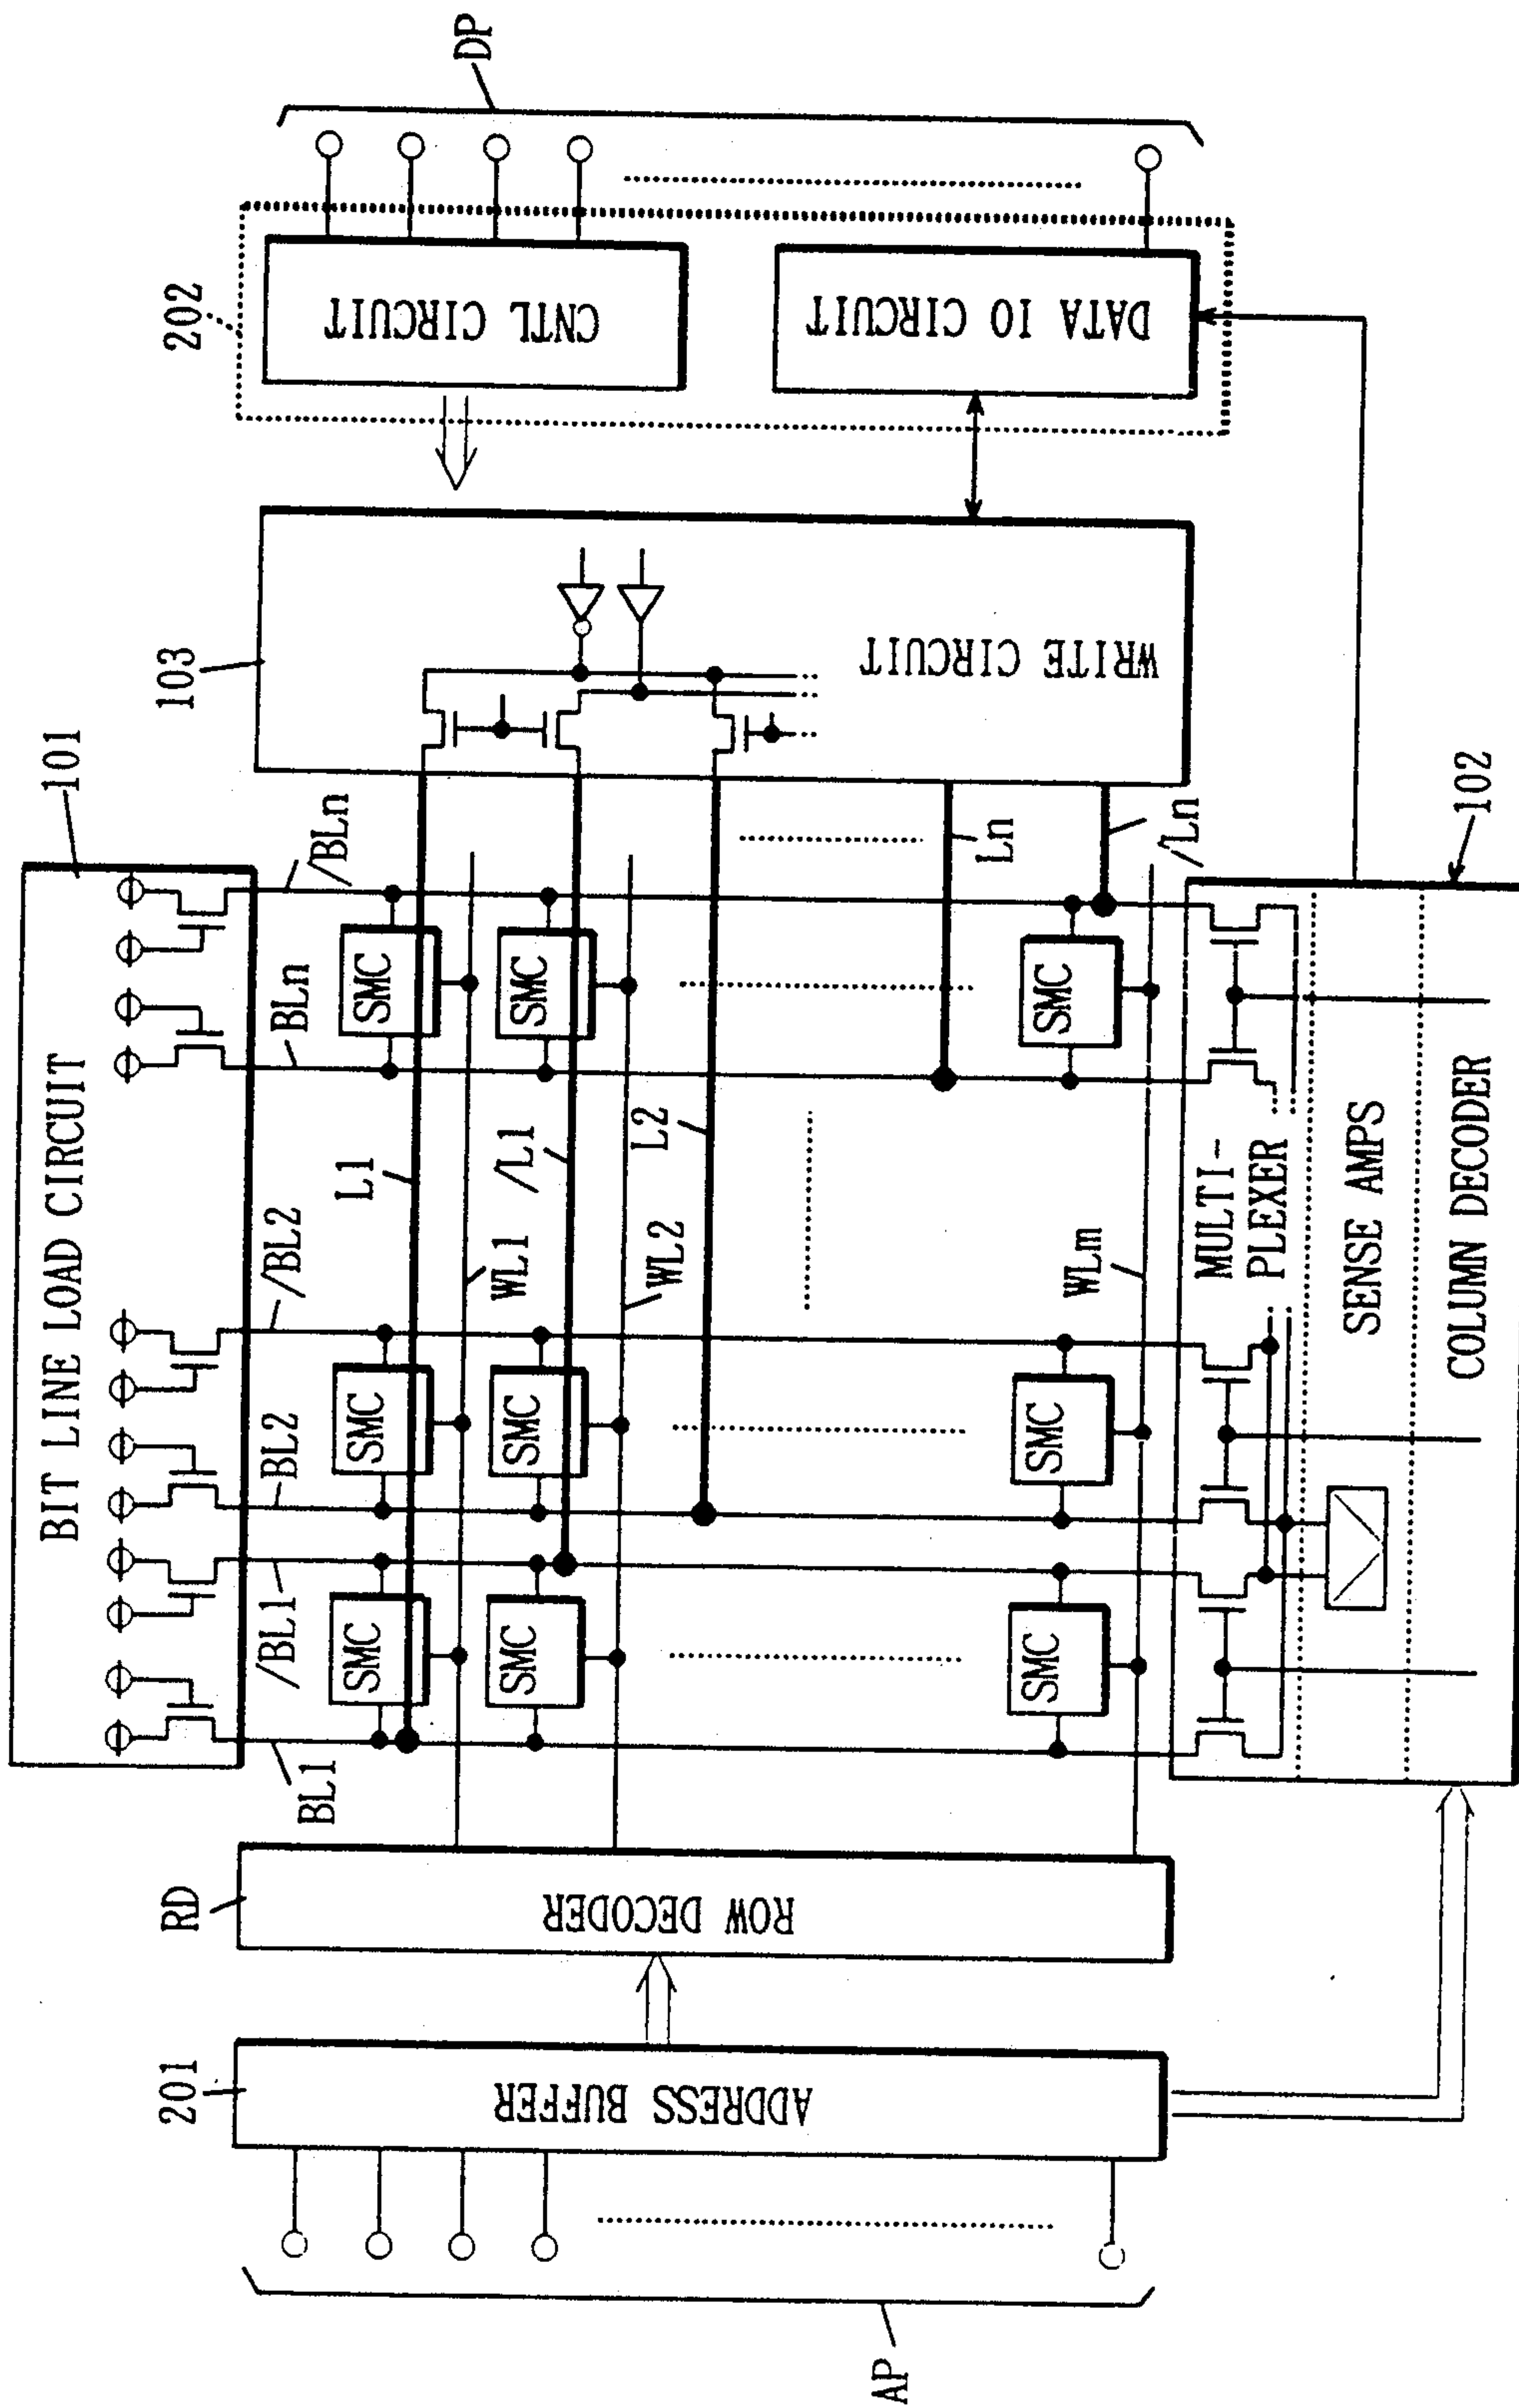 BIT LINE LOAD CIRCUIT
101
BL1
/BL1
BL2
/BL2
BLn
/BLn
103
202
DP
201
RD
ADDRESS BUFFER
ROW DECODER
SMC
SMC
SMC
L1
WL1
SMC
SMC
SMC
/L1
WL2
L2
Ln
/Ln
SMC
SMC
SMC
WLm
WRITE CIRCUIT
CNTL CIRCUIT
DATA IO CIRCUIT
MULTI-
PLEXER
SENSE AMPS
COLUMN DECODER
102
AP